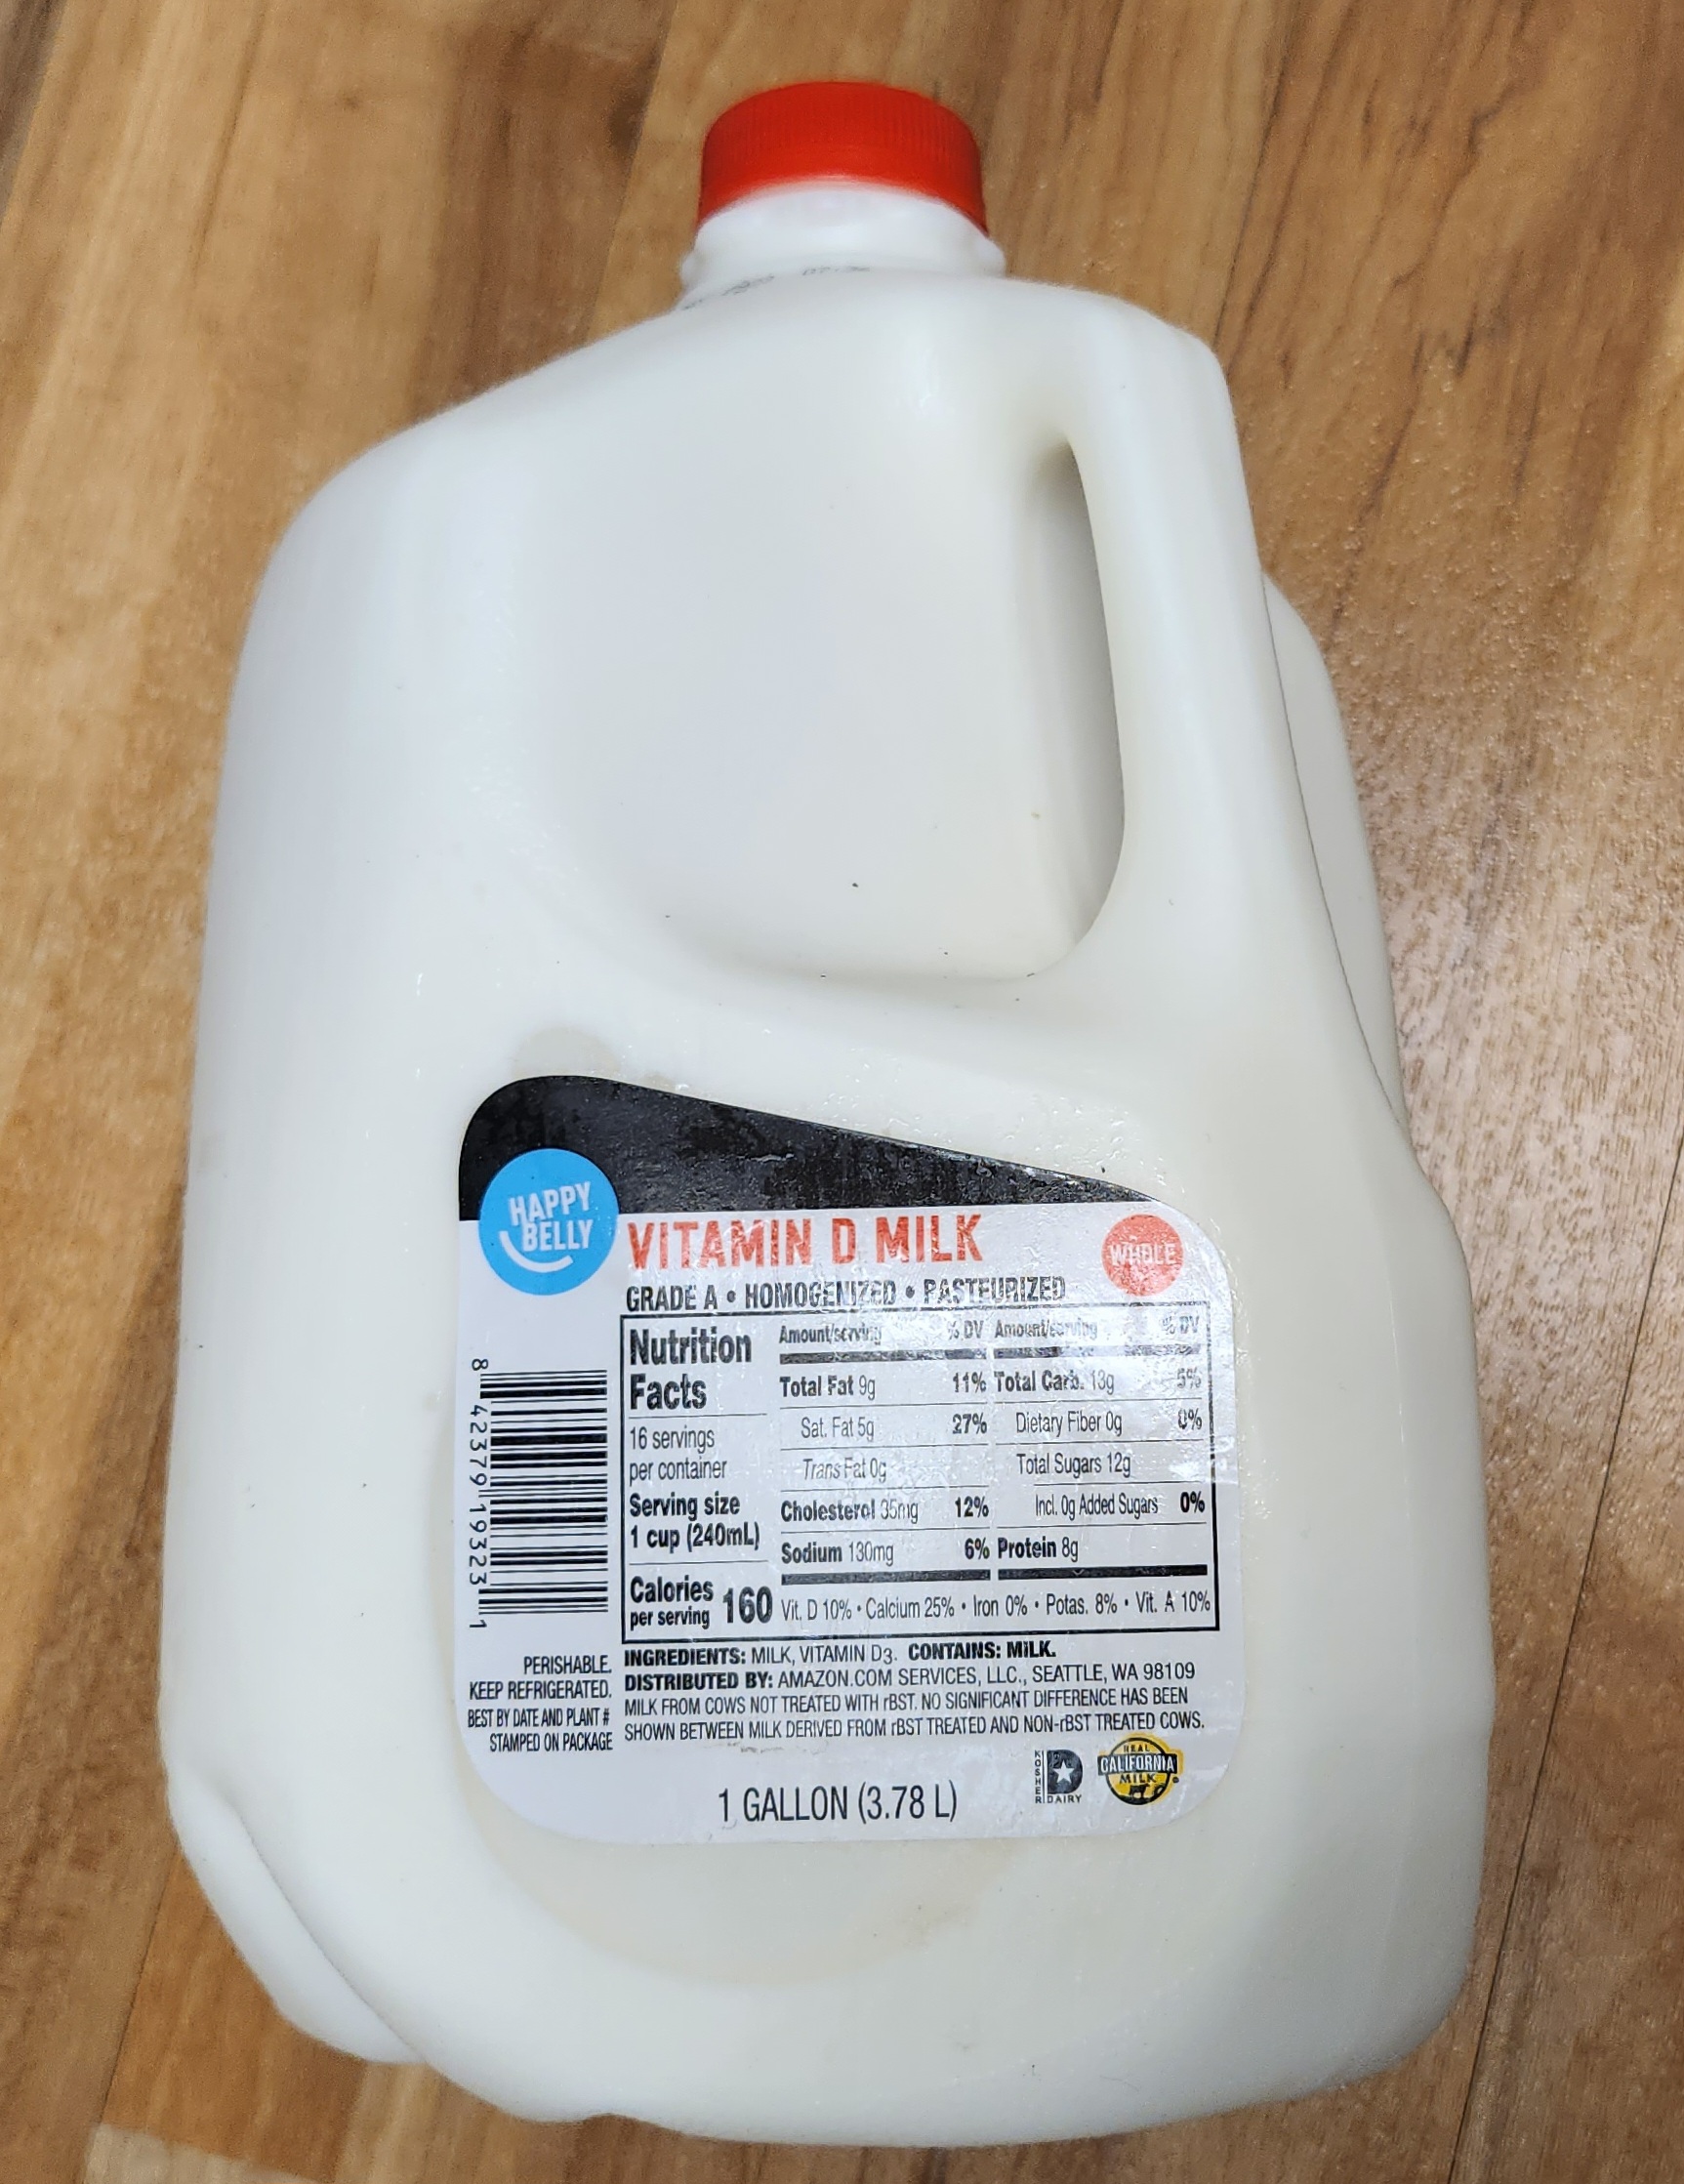 HAPPY
BELLY
VITAMIN D MILK
WHOLE
GRADE A • HOMOGENIZED • PASTEURIZED
Nutrition
Facts
16 servings
per container
Serving size
1 cup (240mL)
Calories
per serving 160
Amount/serving % DV
Total Fat 9g 11%
Sat. Fat 5g 27%
Trans Fat 0g
Cholesterol 35mg 12%
Sodium 130mg 6%
Amount/serving % DV
Total Carb. 13g 5%
Dietary Fiber 0g 0%
Total Sugars 12g
Incl. 0g Added Sugars 0%
Protein 8g
Vit. D 10% • Calcium 25% • Iron 0% • Potas. 8% • Vit. A 10%
8 42379 19323 1
PERISHABLE.
KEEP REFRIGERATED.
BEST BY DATE AND PLANT #
STAMPED ON PACKAGE
INGREDIENTS: MILK, VITAMIN D3. CONTAINS: MILK.
DISTRIBUTED BY: AMAZON.COM SERVICES, LLC., SEATTLE, WA 98109
MILK FROM COWS NOT TREATED WITH rBST. NO SIGNIFICANT DIFFERENCE HAS BEEN
SHOWN BETWEEN MILK DERIVED FROM rBST TREATED AND NON-rBST TREATED COWS.
1 GALLON (3.78 L)
KOSHER D DAIRY
REAL
CALIFORNIA
MILK